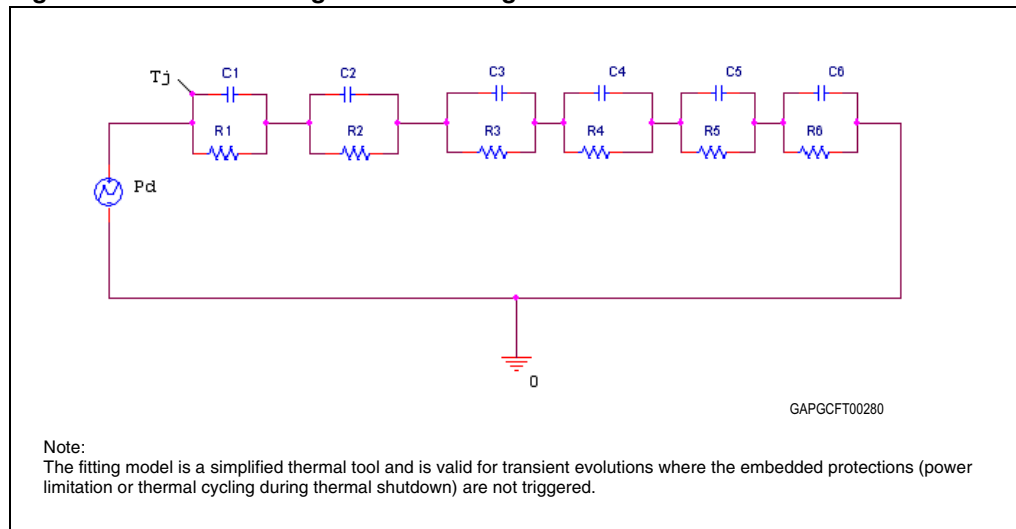 Tj
C1
C2
C3
C4
C5
C6
R1
R2
R3
R4
R5
R6
Pd
0
GAPGCFT00280
Note:
The fitting model is a simplified thermal tool and is valid for transient evolutions where the embedded protections (power
limitation or thermal cycling during thermal shutdown) are not triggered.